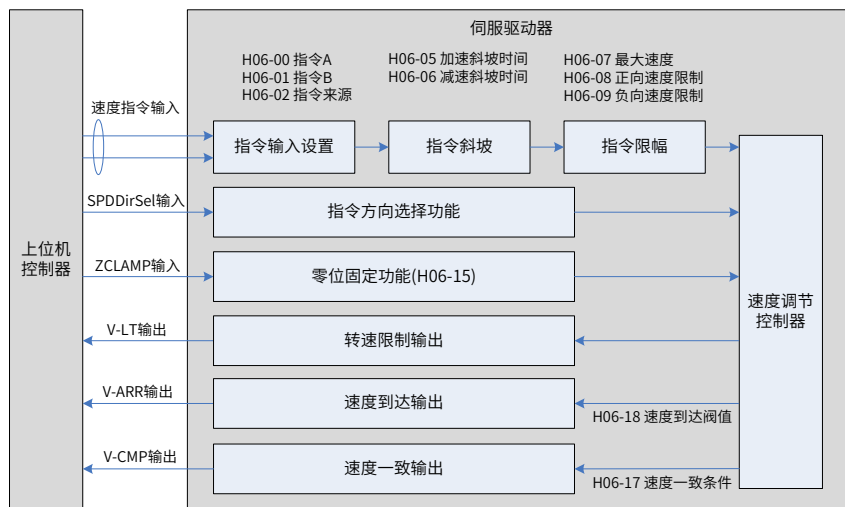 伺服驱动器
H06-00 指令A
H06-01 指令B
H06-02 指令来源
H06-05 加速斜坡时间
H06-06 减速斜坡时间
H06-07 最大速度
H06-08 正向速度限制
H06-09 负向速度限制
速度指令输入
指令输入设置
指令斜坡
指令限幅
SPDDirSel输入
指令方向选择功能
上位机
控制器
ZCLAMP输入
零位固定功能(H06-15)
速度调节
控制器
V-LT输出
转速限制输出
V-ARR输出
速度到达输出
H06-18 速度到达阀值
V-CMP输出
速度一致输出
H06-17 速度一致条件